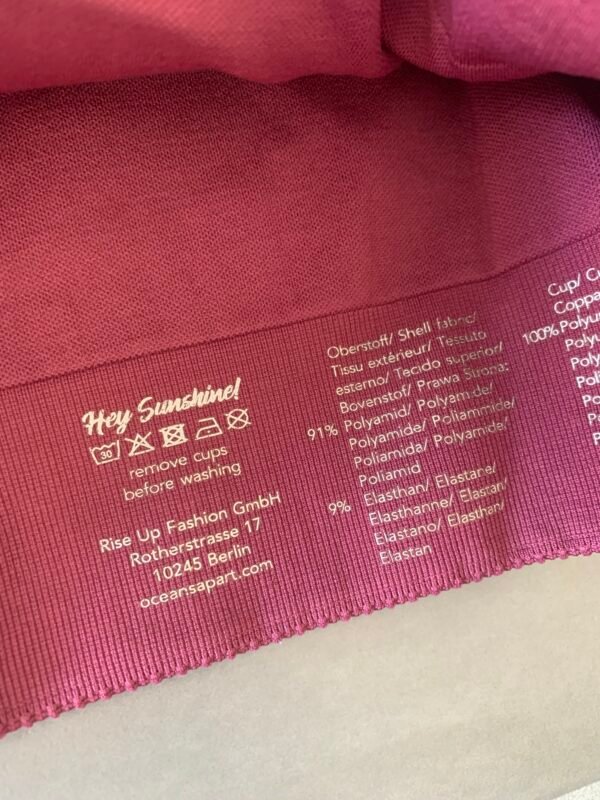 Hey Sunshine!
30
remove cups
before washing
Rise Up Fashion GmbH
Rotherstrasse 17
10245 Berlin
oceansapart.com
Oberstoff/ Shell fabric/
Tissu extérieur/ Tessuto
esterno/ Tecido superior/
Bovenstof/ Prawa Strona:
91% Polyamid/ Polyamide/
Polyamide/ Poliammide/
Poliamida/ Polyamide/
Poliamid
9% Elasthan/ Elastane/
Elasthanne/ Elastan/
Elastano/ Elasthan/
Elastan
Cup/
Coppa
100%